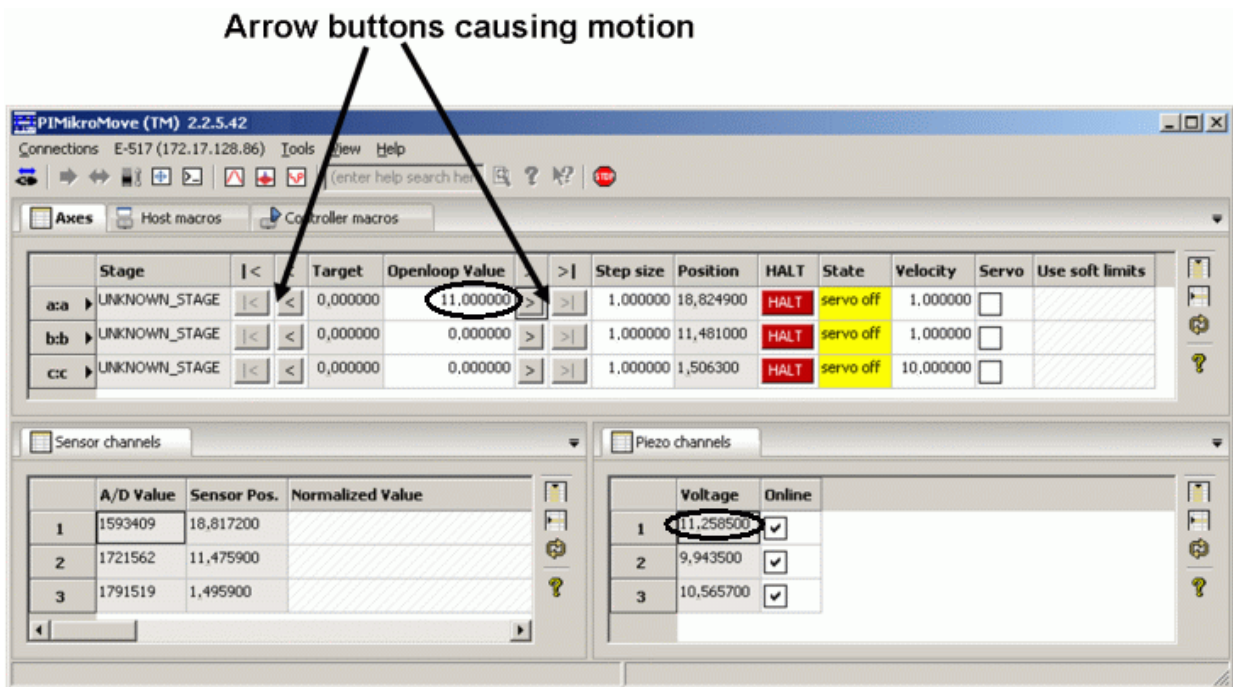 Arrow buttons causing motion
PIMikroMove (TM) 2.2.5.42
Connections E-517 (172.17.128.86) Tools View Help
(enter help search her STOP
Axes Host macros Controller macros
Stage |< Target Openloop Value >| Step size Position HALT State Velocity Servo Use soft limits
a:a UNKNOWN_STAGE |< < 0,000000 11,000000 > >| 1,000000 18,824900 HALT servo off 1,000000
b:b UNKNOWN_STAGE |< < 0,000000 0,000000 > >| 1,000000 11,481000 HALT servo off 1,000000
c:c UNKNOWN_STAGE |< < 0,000000 0,000000 > >| 1,000000 1,506300 HALT servo off 10,000000
Sensor channels
A/D Value Sensor Pos. Normalized Value
1 1593409 18,817200
2 1721562 11,475900
3 1791519 1,495900
Piezo channels
Voltage Online
1 11,258500
2 9,943500
3 10,565700